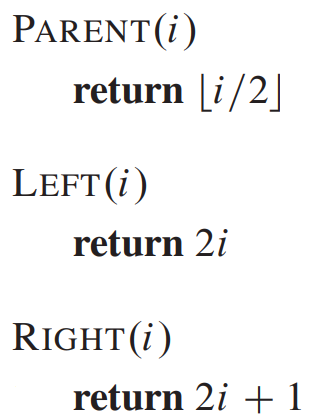 PARENT(i)
return ⌊i/2⌋
LEFT(i)
return 2i
RIGHT(i)
return 2i + 1